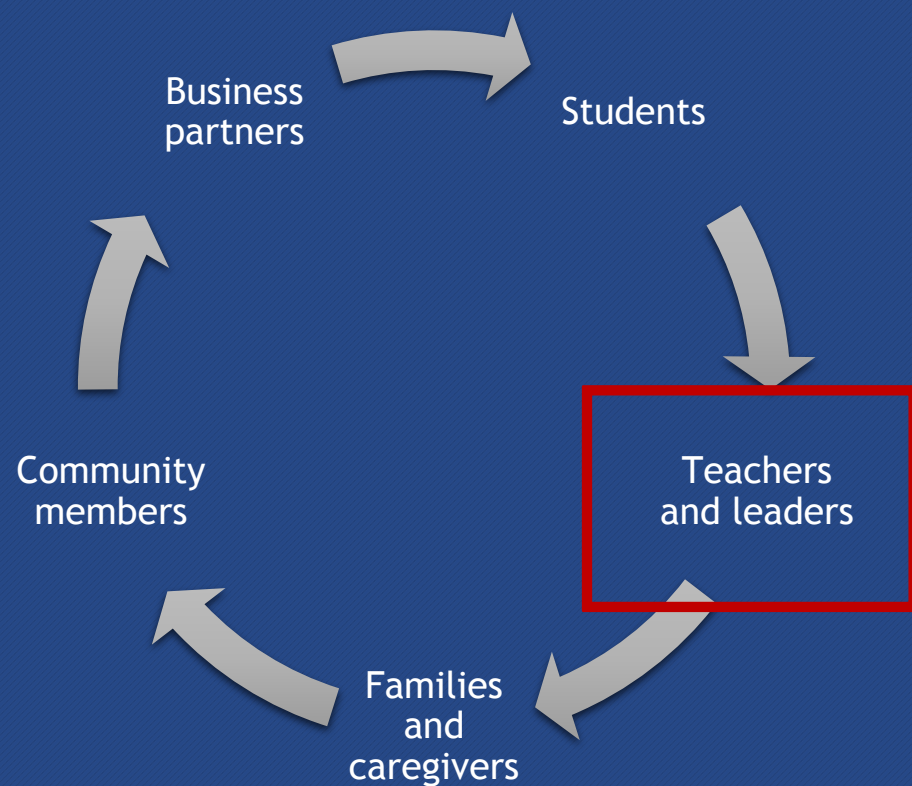 Business
partners
Students
Teachers
and leaders
Families
and
caregivers
Community
members